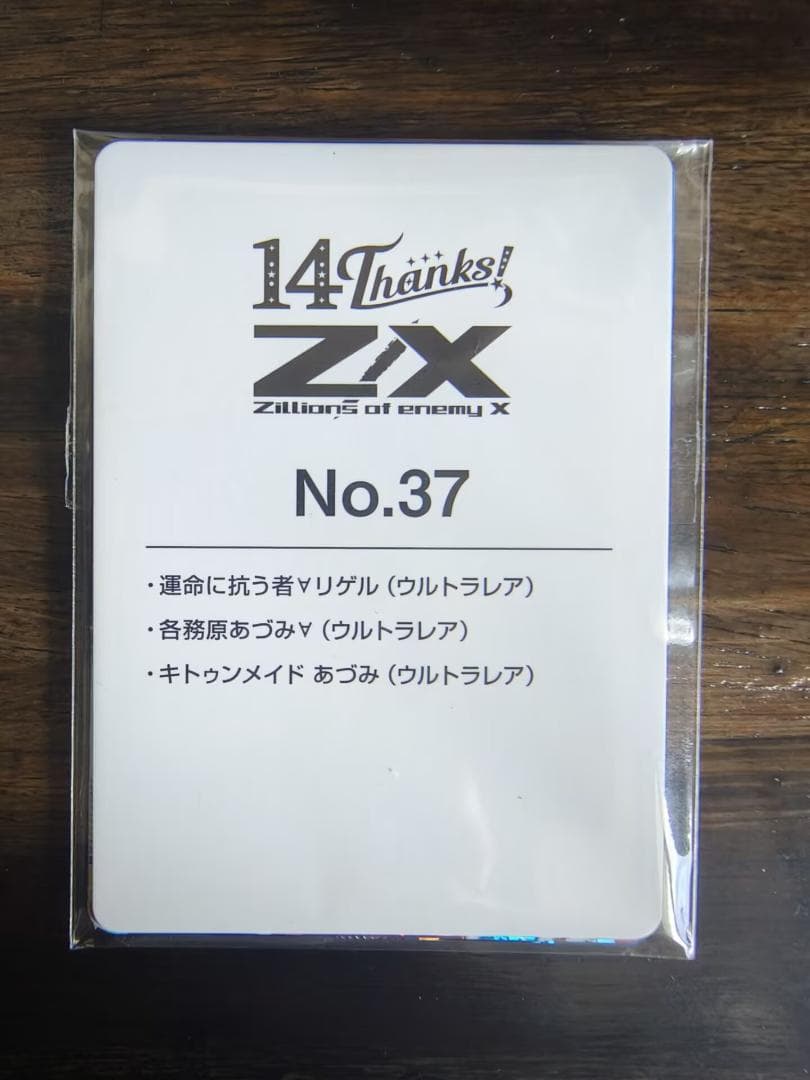 14 Thanks!
Z/X
Zillions of enemy X
No.37
・運命に抗う者∀リゲル（ウルトラレア）
・各務原あづみ∀（ウルトラレア）
・キトゥンメイド あづみ（ウルトラレア）